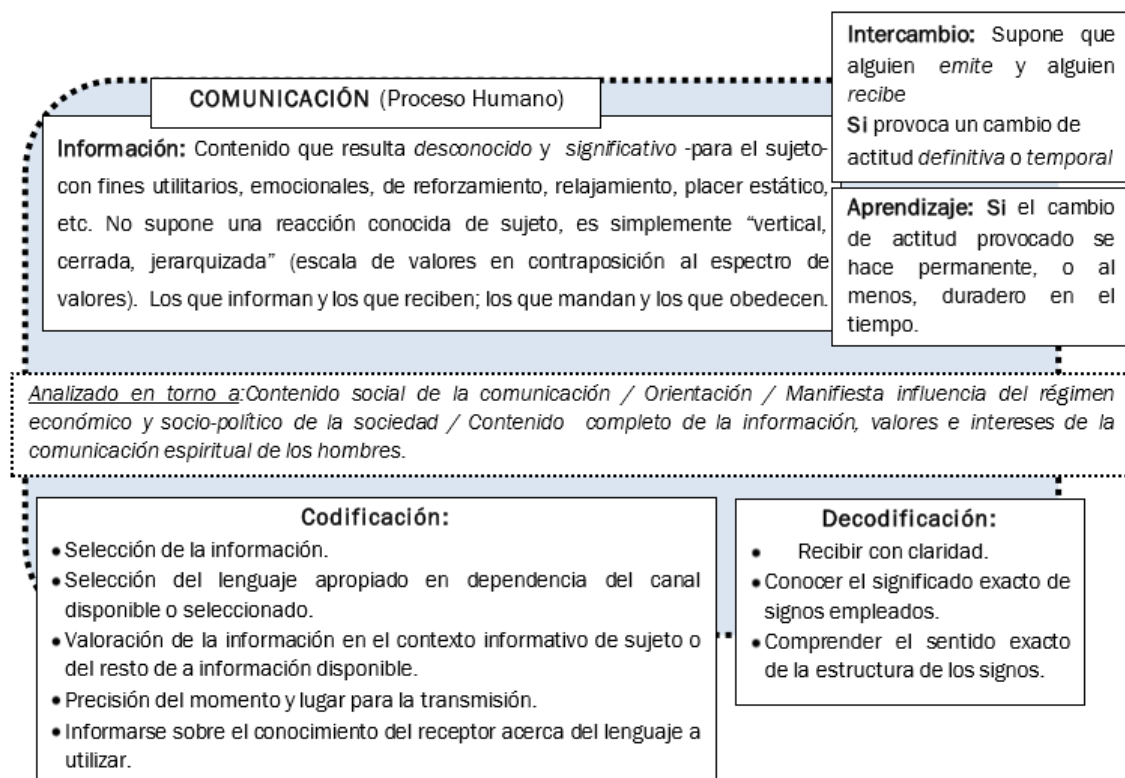 COMUNICACIÓN (Proceso Humano)
Información: Contenido que resulta desconocido y significativo -para el sujeto-
con fines utilitarios, emocionales, de reforzamiento, relajamiento, placer estático,
etc. No supone una reacción conocida de sujeto, es simplemente “vertical,
cerrada, jerarquizada” (escala de valores en contraposición al espectro de
valores). Los que informan y los que reciben; los que mandan y los que obedecen.
Intercambio: Supone que
alguien emite y alguien
recibe
Si provoca un cambio de
actitud definitiva o temporal
Aprendizaje: Si el cambio
de actitud provocado se
hace permanente, o al
menos, duradero en el
tiempo.
Analizado en torno a:Contenido social de la comunicación / Orientación / Manifiesta influencia del régimen
económico y socio-político de la sociedad / Contenido completo de la información, valores e intereses de la
comunicación espiritual de los hombres.
Codificación:
• Selección de la información.
• Selección del lenguaje apropiado en dependencia del canal
disponible o seleccionado.
• Valoración de la información en el contexto informativo de sujeto o
del resto de a información disponible.
• Precisión del momento y lugar para la transmisión.
• Informarse sobre el conocimiento del receptor acerca del lenguaje a
utilizar.
Decodificación:
• Recibir con claridad.
• Conocer el significado exacto de
signos empleados.
• Comprender el sentido exacto
de la estructura de los signos.